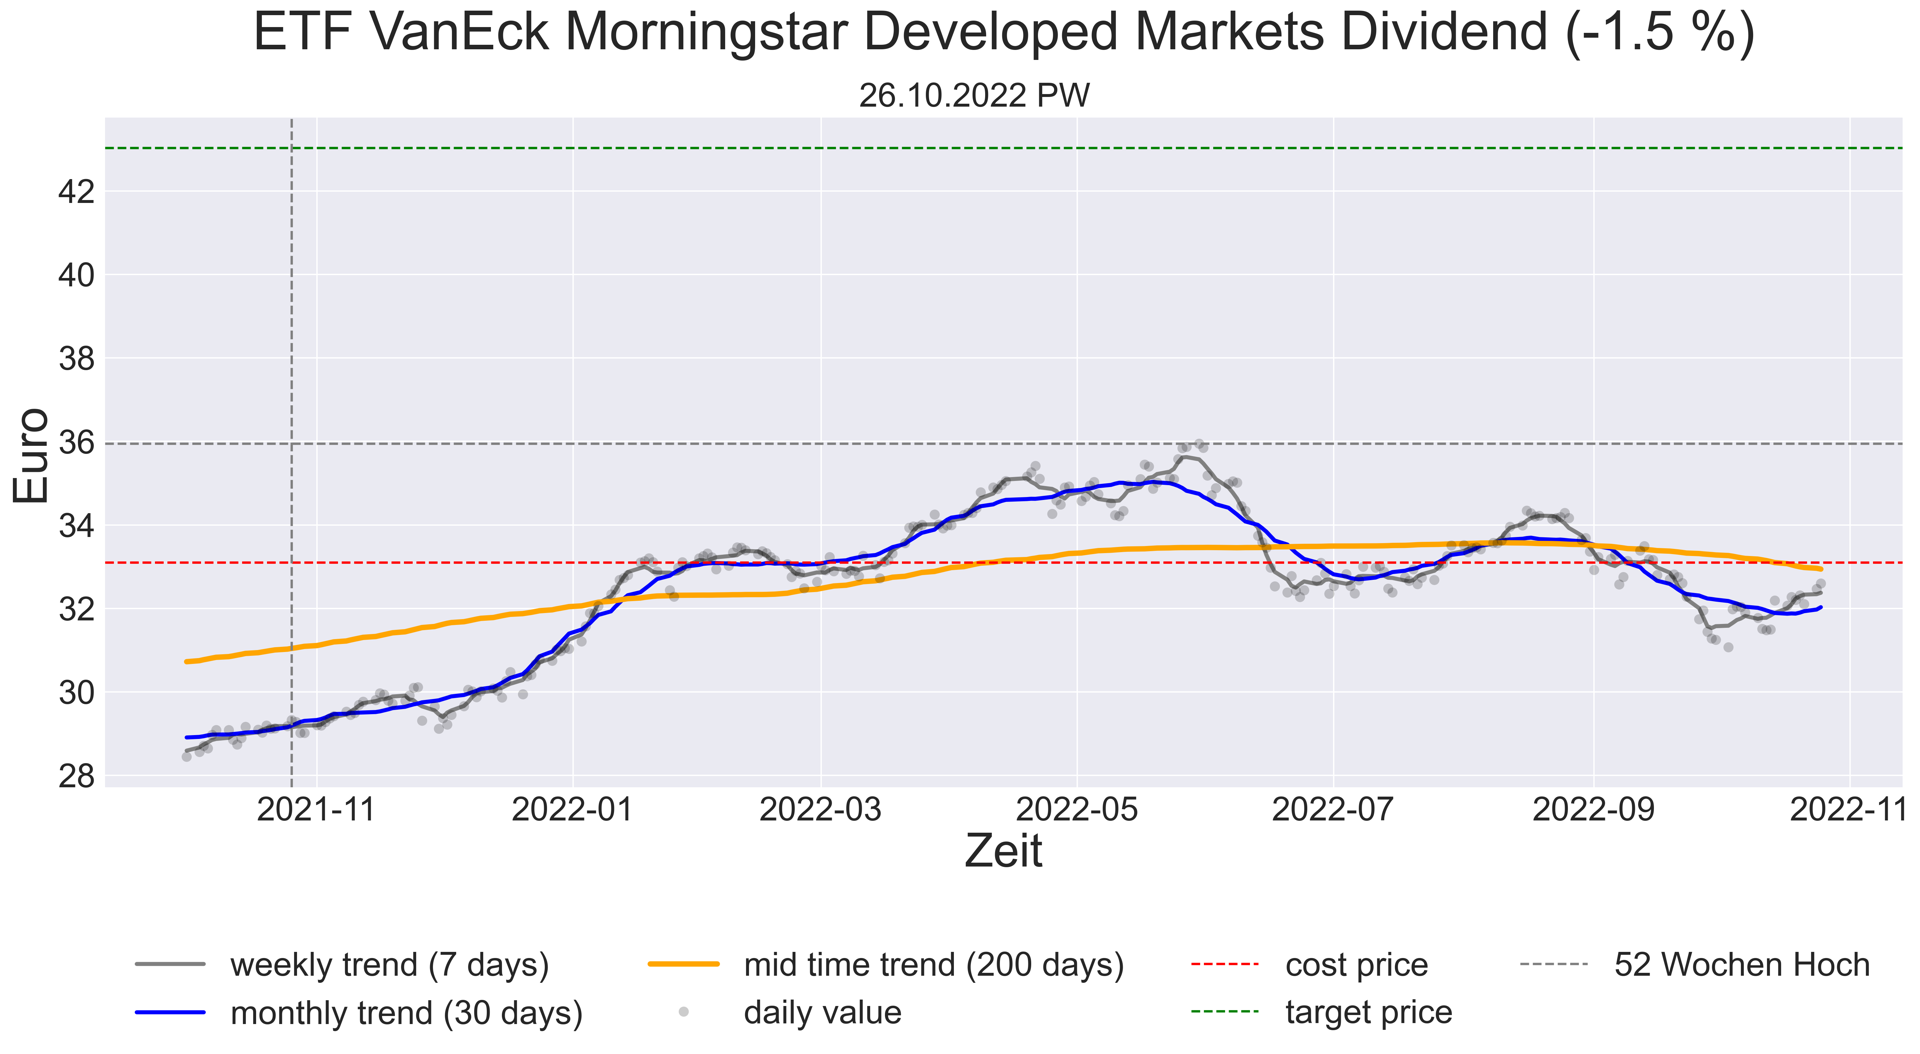 ETF VanEck Morningstar Developed Markets Dividend (-1.5 %)
26.10.2022 PW
Euro
42
40
38
36
34
32
30
28
2021-11 2022-01 2022-03 2022-05 2022-07 2022-09 2022-11
Zeit
weekly trend (7 days) mid time trend (200 days) cost price 52 Wochen Hoch
monthly trend (30 days) daily value target price